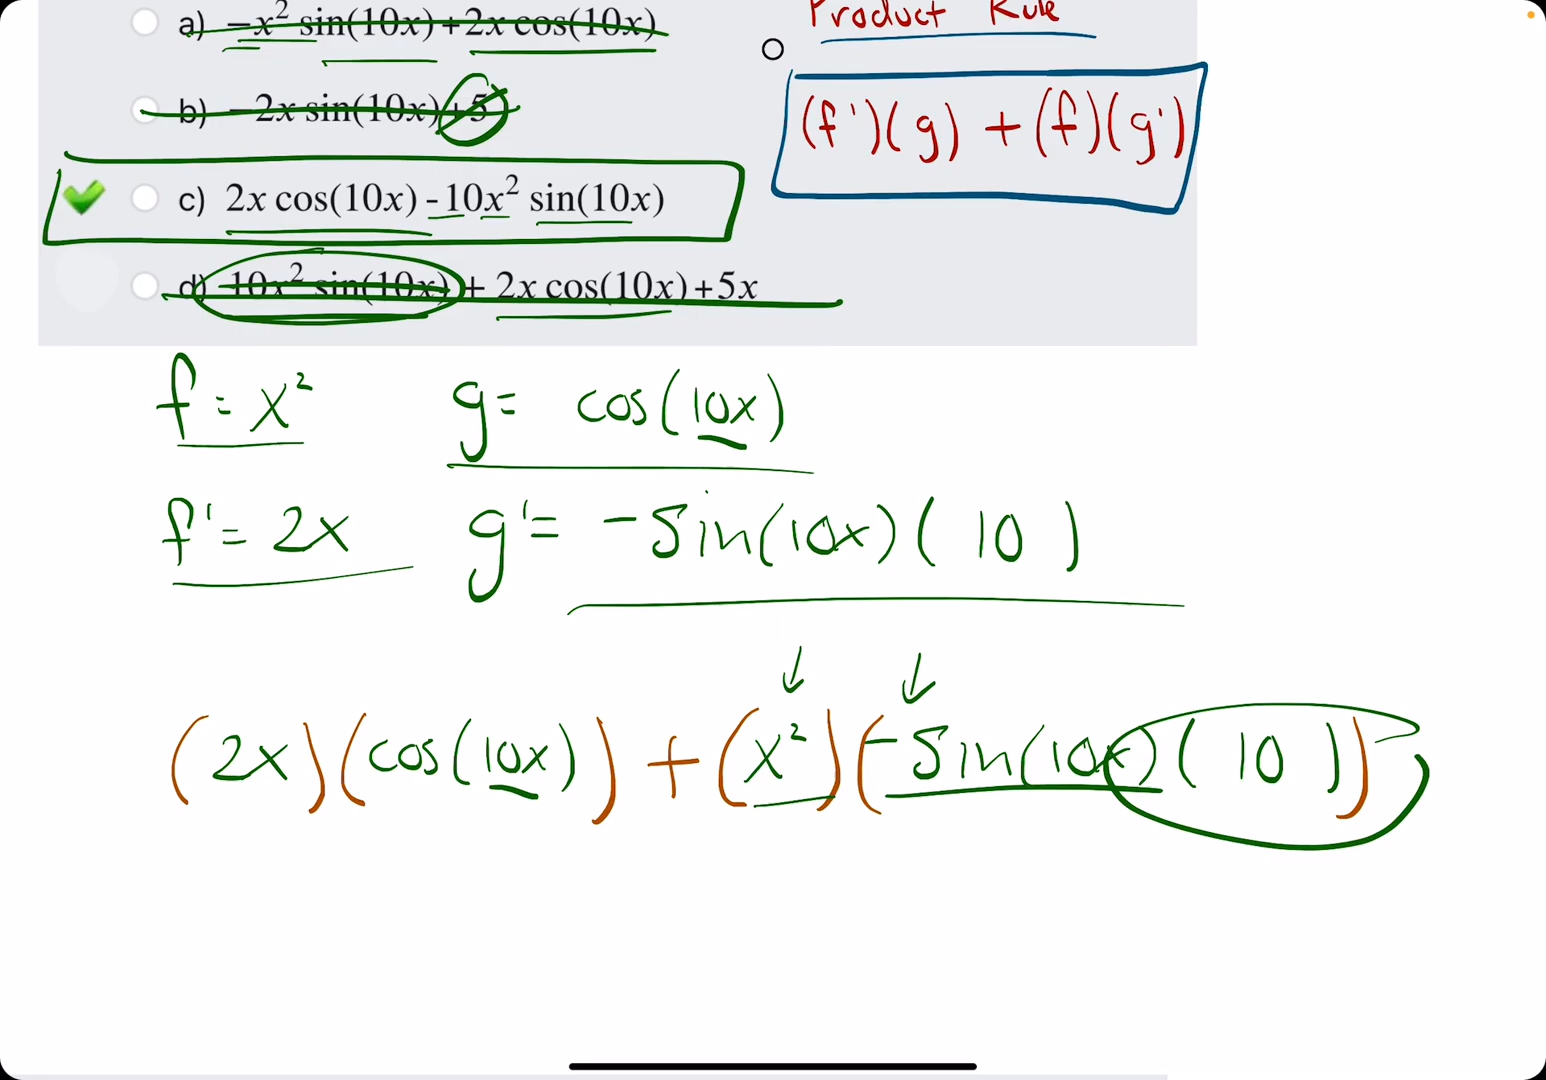 a) −x² sin(10x)+2x cos(10x)
Product Rule
b) −2x sin(10x)+5
(f')(g) + (f)(g')
c) 2x cos(10x) - 10x² sin(10x)
d) 10x² sin(10x) + 2x cos(10x)+5x
f = x² g = cos(10x)
f' = 2x g' = -sin(10x)(10)
(2x)(cos(10x)) + (x²)(-sin(10x)(10))